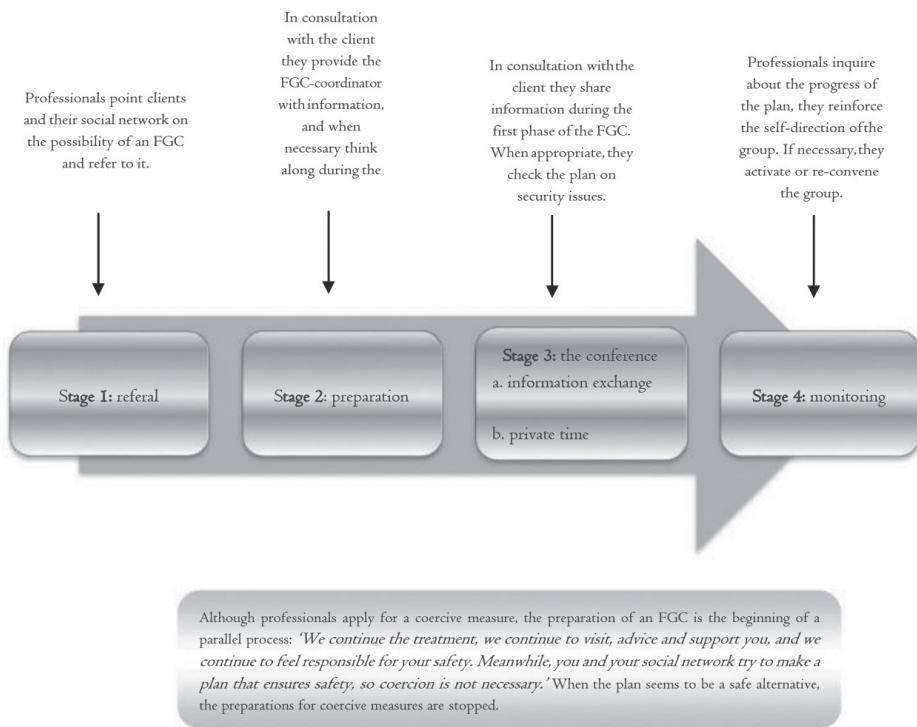 Professionals point clients
and their social network on
the possibility of an FGC
and refer to it.
In consultation
with the client
they provide the
FGC-coordinator
with information,
and when
necessary think
along during the
In consultation with the
client they share
information during the
first phase of the FGC.
When appropriate, they
check the plan on
security issues.
Professionals inquire
about the progress of
the plan, they reinforce
the self-direction of the
group. If necessary, they
activate or re-convene
the group.
Stage 1: referal
Stage 2: preparation
Stage 3: the conference
a. information exchange
b. private time
Stage 4: monitoring
Although professionals apply for a coercive measure, the preparation of an FGC is the beginning of a
parallel process: ‘We continue the treatment, we continue to visit, advice and support you, and we
continue to feel responsible for your safety. Meanwhile, you and your social network try to make a
plan that ensures safety, so coercion is not necessary.’ When the plan seems to be a safe alternative,
the preparations for coercive measures are stopped.